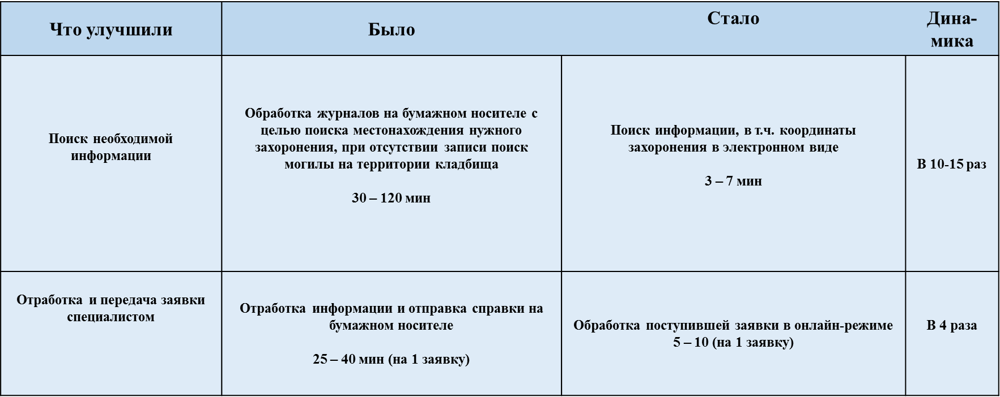 Что улучшили
Было
Стало
Дина-
мика
Поиск необходимой
информации
Обработка журналов на бумажном носителе с
целью поиска местонахождения нужного
захоронения, при отсутствии записи поиск
могилы на территории кладбища
30 – 120 мин
Поиск информации, в т.ч. координаты
захоронения в электронном виде
3 – 7 мин
В 10-15 раз
Отработка и передача заявки
специалистом
Отработка информации и отправка справки на
бумажном носителе
25 – 40 мин (на 1 заявку)
Обработка поступившей заявки в онлайн-режиме
5 – 10 (на 1 заявку)
В 4 раза